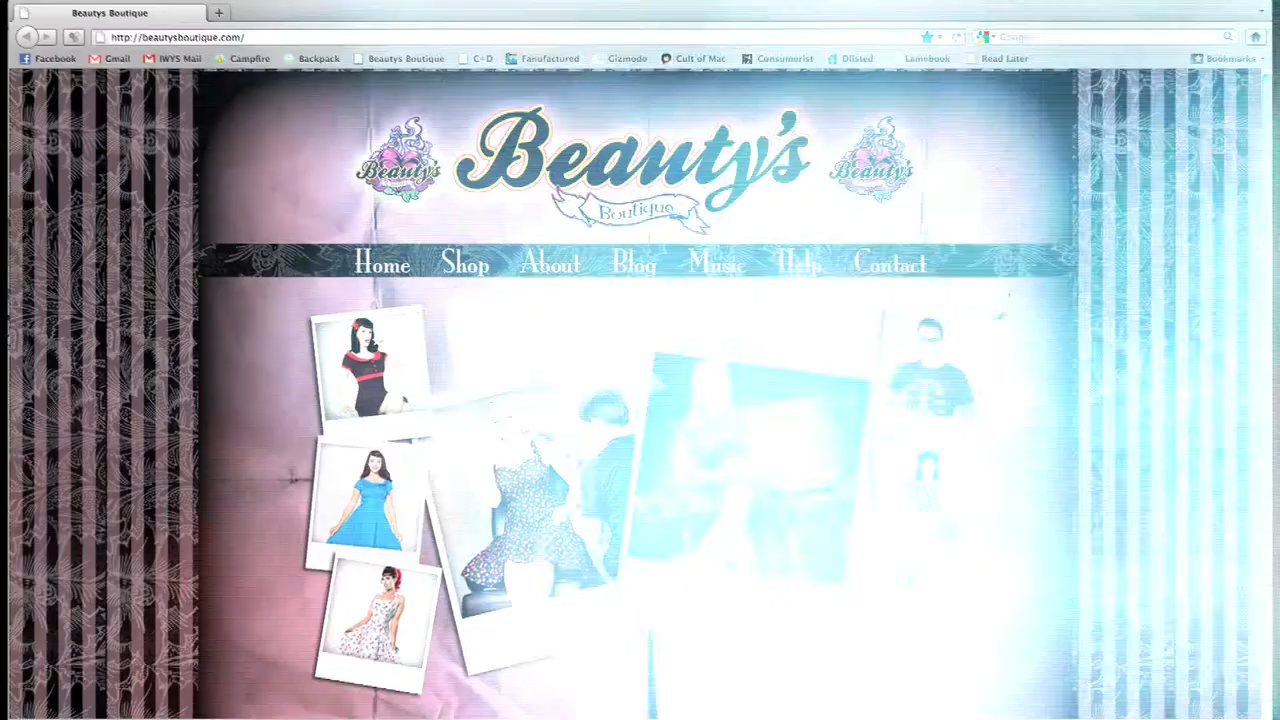 Beautys Boutique
http://beautysboutique.com/
Google
Facebook Gmail IWYS Mail Campfire Backpack Beautys Boutique C+D Fanufactured Gizmodo Cult of Mac Consumerist Dlisted Lamebook Read Later Bookmarks
Beauty's Beauty's Beauty's
Boutique
Home Shop About Blog Music Help Contact